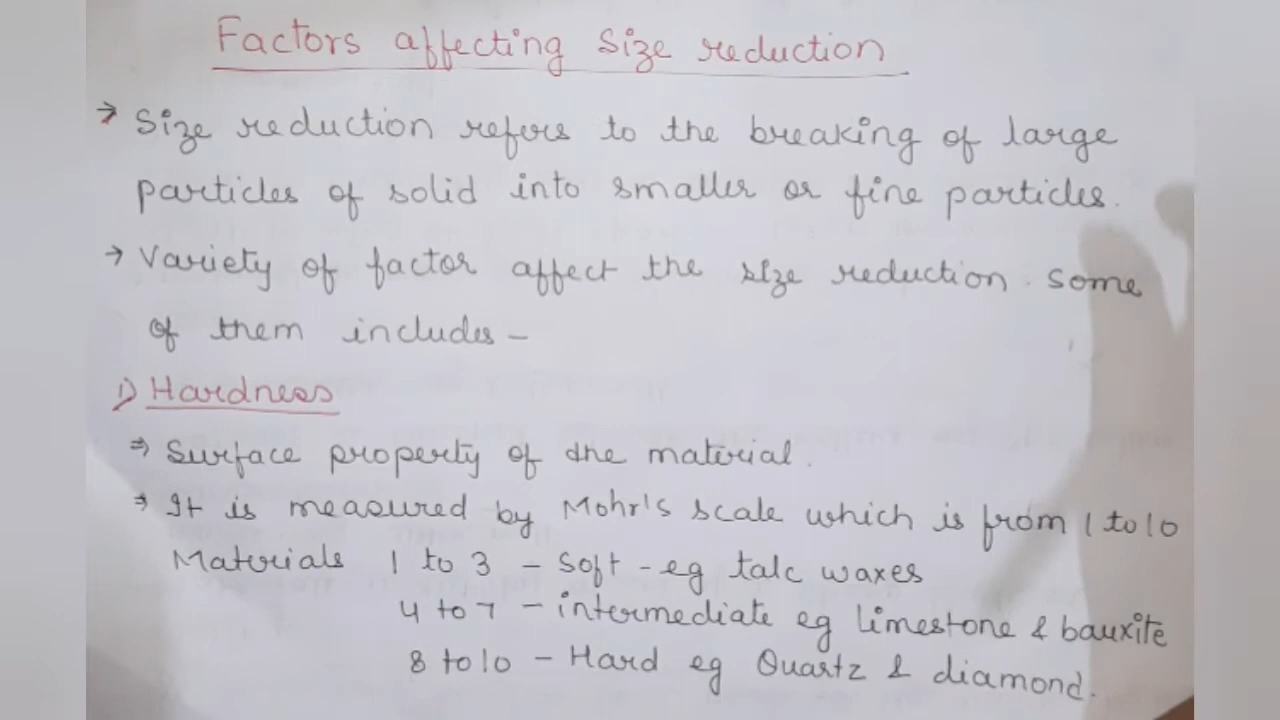 Factors affecting Size reduction
→ Size reduction refers to the breaking of large
particles of solid into smaller or fine particles.
→ Variety of factor affect the size reduction. Some
of them includes –
1) Hardness
⇒ Surface property of the material.
⇒ It is measured by Mohr's scale which is from 1 to 10
Materials 1 to 3 – Soft - eg talc waxes
4 to 7 – intermediate eg limestone & bauxite
8 to 10 – Hard eg Quartz & diamond.